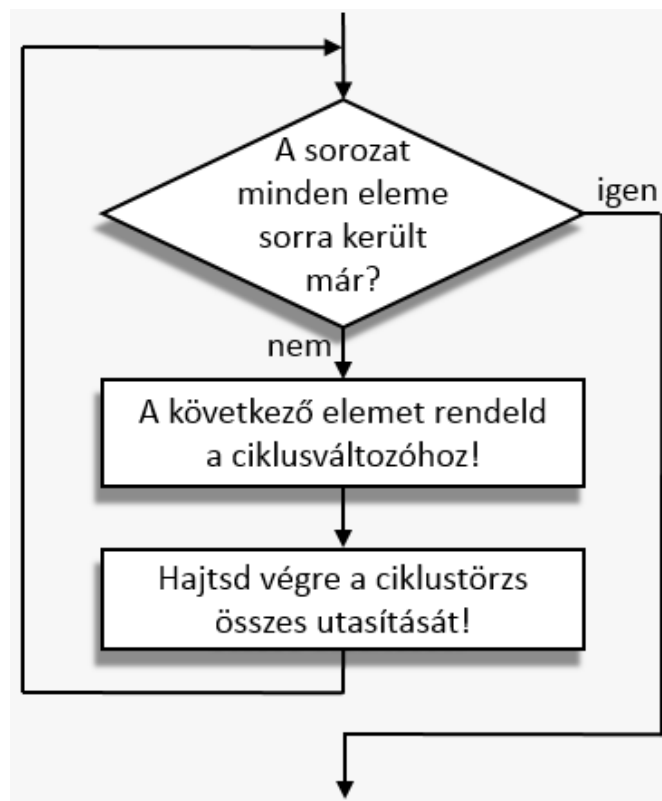 A sorozat
minden eleme
sorra került
már?
igen
nem
A következő elemet rendeld
a ciklusváltozóhoz!
Hajtsd végre a ciklustörzs
összes utasítását!